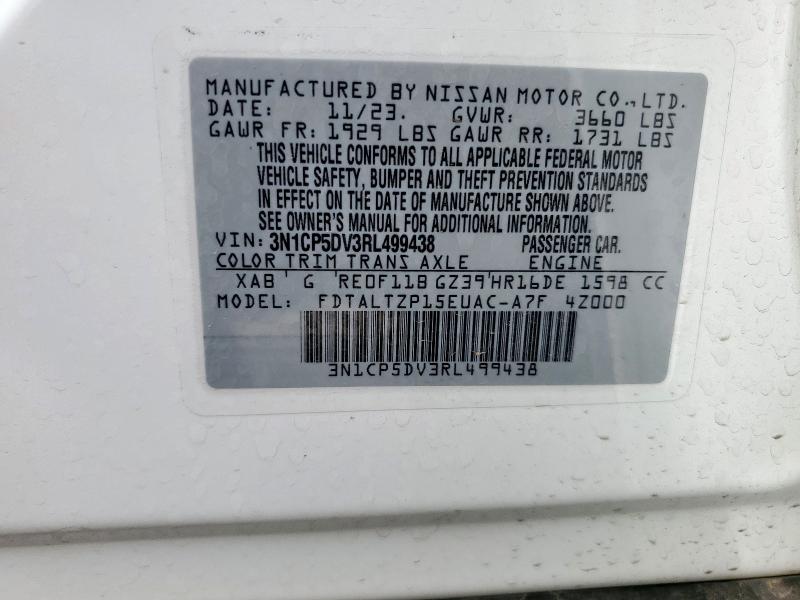 MANUFACTURED BY NISSAN MOTOR CO., LTD.
DATE: 11/23. GVWR: 3660 LBS
GAWR FR: 1929 LBS GAWR RR: 1731 LBS
THIS VEHICLE CONFORMS TO ALL APPLICABLE FEDERAL MOTOR
VEHICLE SAFETY, BUMPER AND THEFT PREVENTION STANDARDS
IN EFFECT ON THE DATE OF MANUFACTURE SHOWN ABOVE.
SEE OWNER'S MANUAL FOR ADDITIONAL INFORMATION.
VIN: 3N1CP5DV3RL499438 PASSENGER CAR.
COLOR TRIM TRANS AXLE ENGINE
XAB ' G RE0F11B GZ39'HR16DE 1598 CC
MODEL: FDTALTZP15EUAC-A7F 4Z000
3N1CP5DV3RL499438